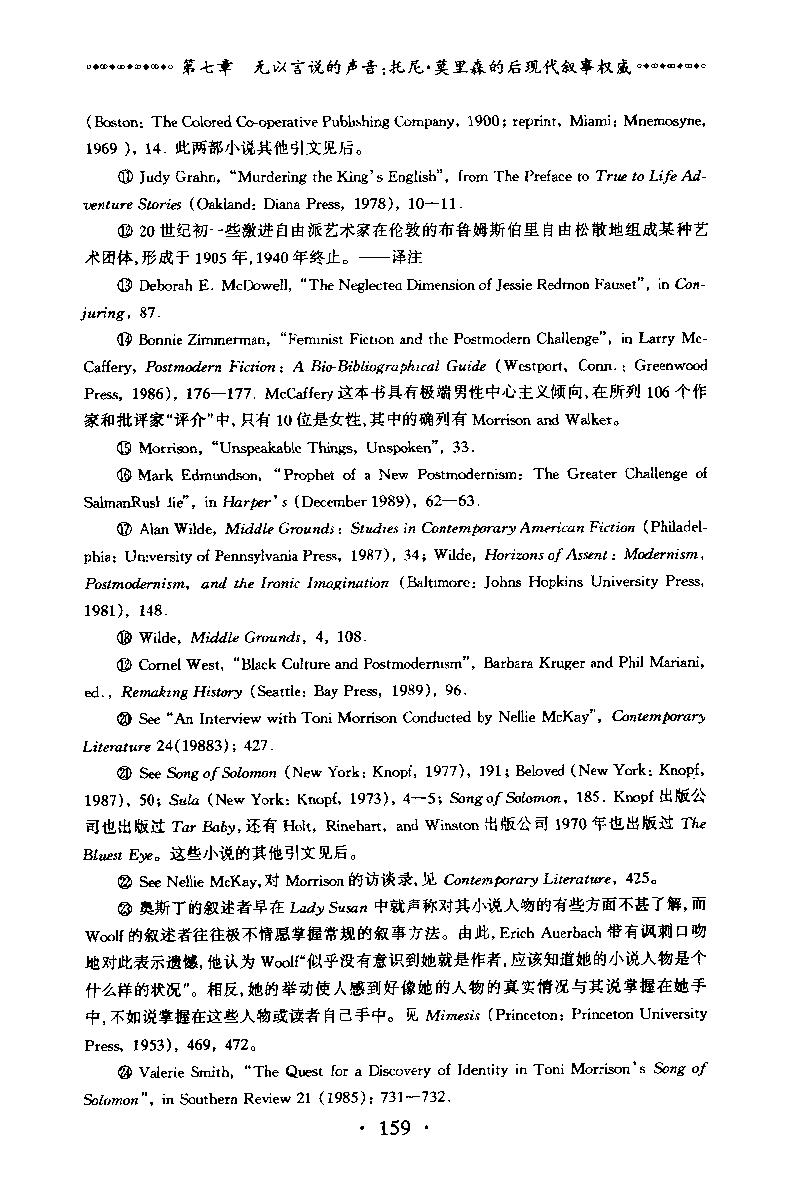 第七章 无以言说的声音:托尼·莫里森的后现代叙事权威
(Boston: The Colored Co-operative Publishing Company, 1900; reprint, Miami: Mnemosyne,
1969 ), 14. 此两部小说其他引文见后。
⑪ Judy Grahn, “Murdering the King's English”, from The Preface to True to Life Ad-
venture Stories (Oakland: Diana Press, 1978), 10—11.
⑫ 20 世纪初一些激进自由派艺术家在伦敦的布鲁姆斯伯里自由松散地组成某种艺
术团体,形成于 1905 年,1940 年终止。——译注
⑬ Deborah E. McDowell, “The Neglected Dimension of Jessie Redmon Fauset”, in Con-
juring, 87.
⑭ Bonnie Zimmerman, “Feminist Fiction and the Postmodern Challenge”, in Larry Mc-
Caffery, Postmodern Fiction: A Bio-Bibliographical Guide (Westport, Conn.: Greenwood
Press, 1986), 176—177. McCaffery 这本书具有极端男性中心主义倾向,在所列 106 个作
家和批评家“评介”中,只有 10 位是女性,其中的确列有 Morrison and Walker。
⑮ Morrison, “Unspeakable Things, Unspoken”, 33.
⑯ Mark Edmundson, “Prophet of a New Postmodernism: The Greater Challenge of
SalmanRushdie”, in Harper's (December 1989), 62—63.
⑰ Alan Wilde, Middle Grounds: Studies in Contemporary American Fiction (Philadel-
phia: University of Pennsylvania Press, 1987), 34; Wilde, Horizons of Assent: Modernism,
Postmodernism, and the Ironic Imagination (Baltimore: Johns Hopkins University Press,
1981), 148.
⑱ Wilde, Middle Grounds, 4, 108.
⑲ Cornel West, “Black Culture and Postmodernism”, Barbara Kruger and Phil Mariani,
ed., Remaking History (Seattle: Bay Press, 1989), 96.
⑳ See “An Interview with Toni Morrison Conducted by Nellie McKay”, Contemporary
Literature 24(19883); 427.
㉑ See Song of Solomon (New York: Knopf, 1977), 191; Beloved (New York: Knopf,
1987), 50; Sula (New York: Knopf, 1973), 4—5; Song of Solomon, 185. Knopf 出版公
司也出版过 Tar Baby,还有 Holt, Rinehart, and Winston 出版公司 1970 年也出版过 The
Bluest Eye。这些小说的其他引文见后。
㉒ See Nellie McKay,对 Morrison 的访谈录,见 Contemporary Literature, 425。
㉓ 奥斯丁的叙述者早在 Lady Susan 中就声称对其小说人物的有些方面不甚了解,而
Woolf 的叙述者往往极不情愿掌握常规的叙事方法。由此,Erich Auerbach 带有讽刺口吻
地对此表示遗憾,他认为 Woolf“似乎没有意识到她就是作者,应该知道她的小说人物是个
什么样的状况”。相反,她的举动使人感到好像她的人物的真实情况与其说掌握在她手
中,不如说掌握在这些人物或读者自己手中。见 Mimesis (Princeton: Princeton University
Press, 1953), 469, 472。
㉔ Valerie Smith, “The Quest for a Discovery of Identity in Toni Morrison's Song of
Solomon”, in Southern Review 21 (1985): 731—732.
· 159 ·